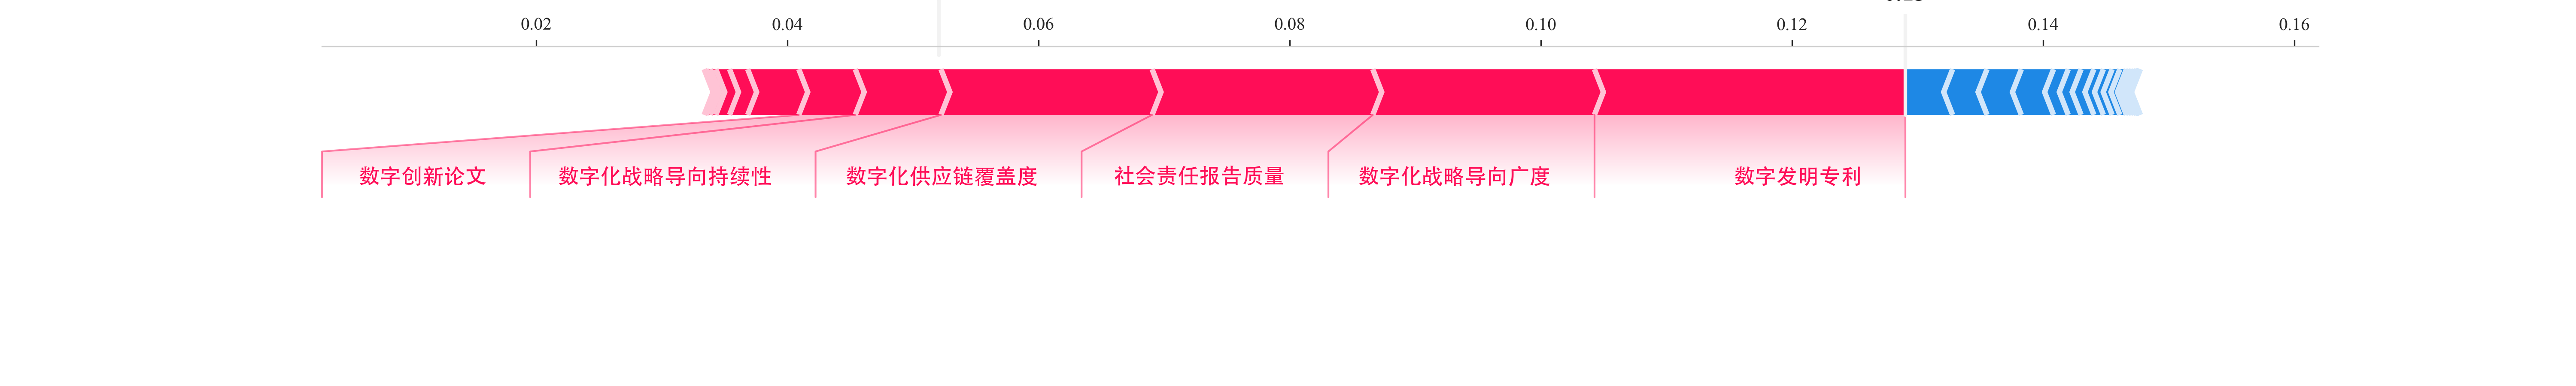 0.02 0.04 0.06 0.08 0.10 0.12 0.14 0.16
数字创新论文 数字化战略导向持续性 数字化供应链覆盖度 社会责任报告质量 数字化战略导向广度 数字发明专利